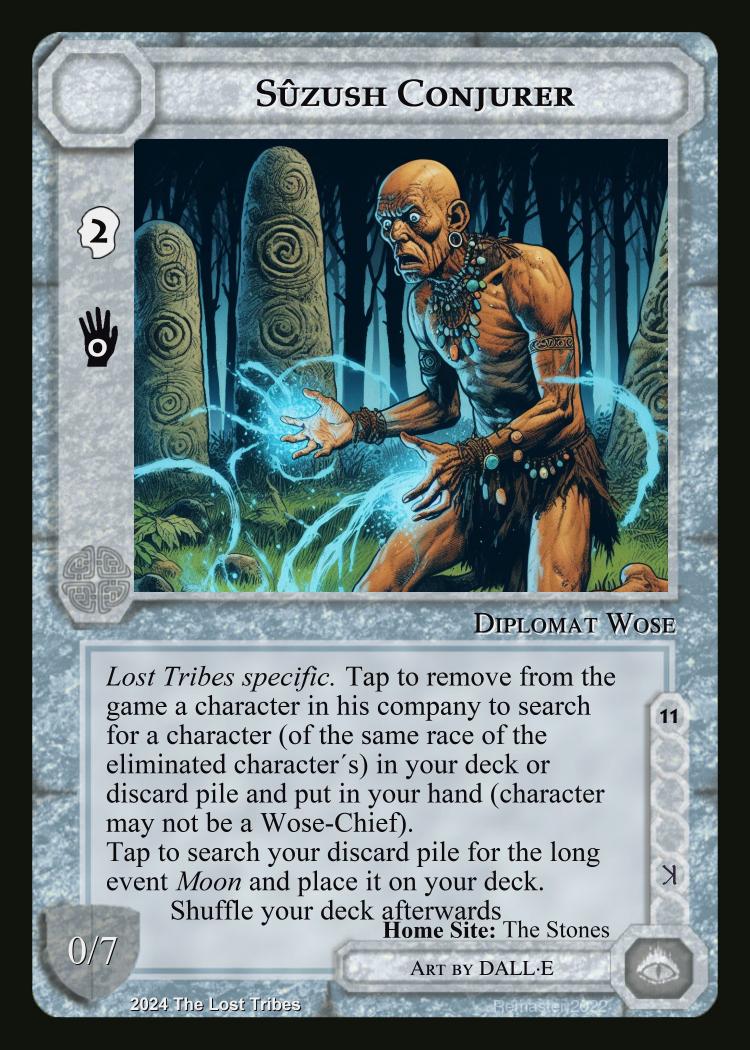 Sûzush Conjurer
2
Diplomat Wose
Lost Tribes specific. Tap to remove from the
game a character in his company to search
for a character (of the same race of the
eliminated character´s) in your deck or
discard pile and put in your hand (character
may not be a Wose-Chief).
Tap to search your discard pile for the long
event Moon and place it on your deck.
Shuffle your deck afterwards
11
Home Site: The Stones
0/7
Art by DALL·E
2024 The Lost Tribes
Remaster 2022